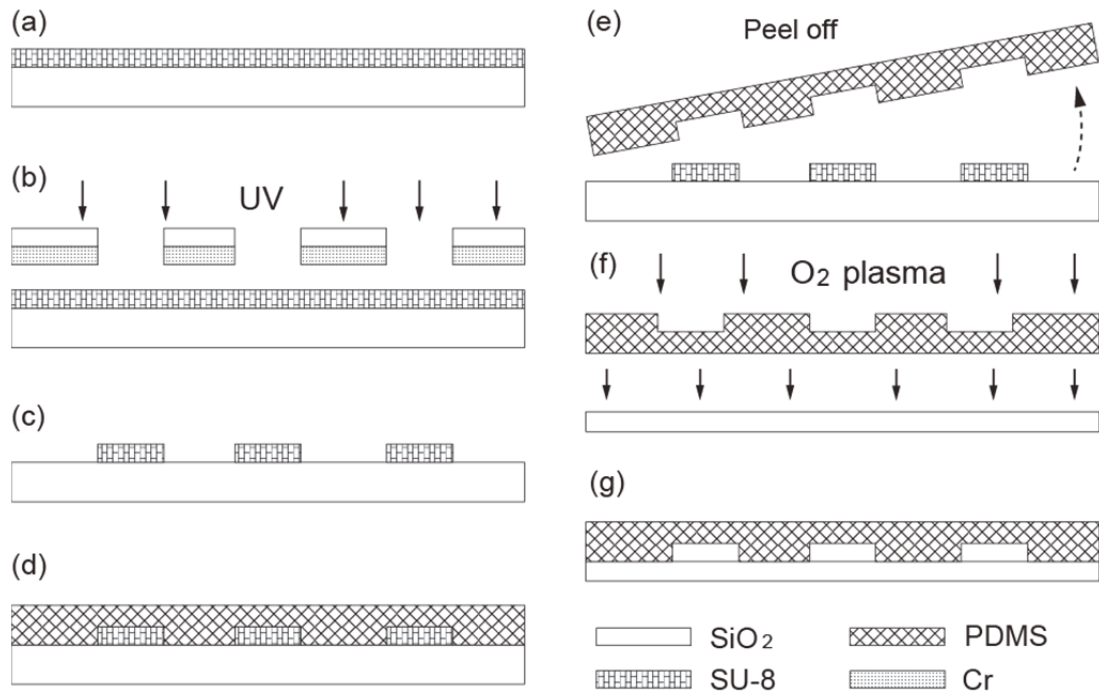 (a)
(b)
UV
(c)
(d)
(e)
Peel off
(f)
O₂ plasma
(g)
SiO₂
PDMS
SU-8
Cr